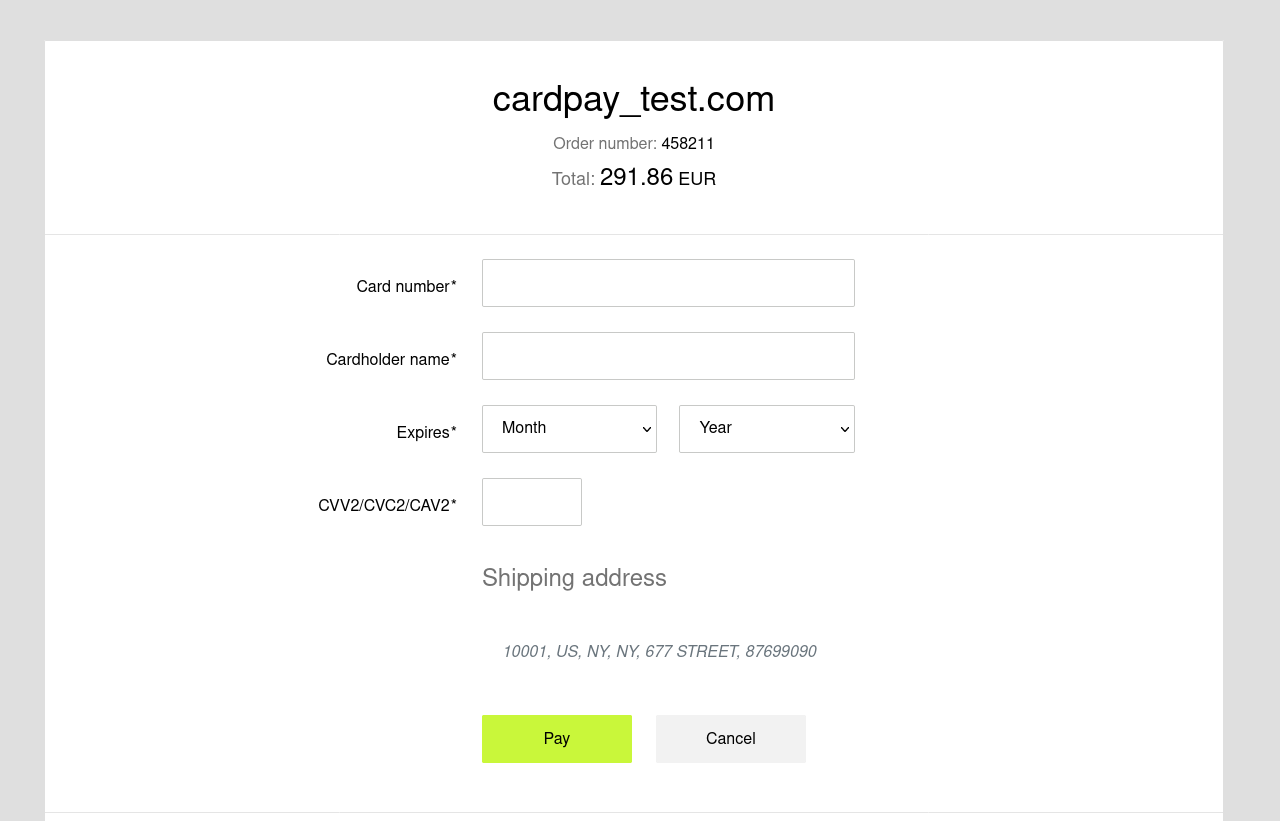 cardpay_test.com
Order number: 458211
Total: 291.86 EUR
Card number*
Cardholder name*
Expires* Month Year
CVV2/CVC2/CAV2*
Shipping address
10001, US, NY, NY, 677 STREET, 87699090
Pay Cancel